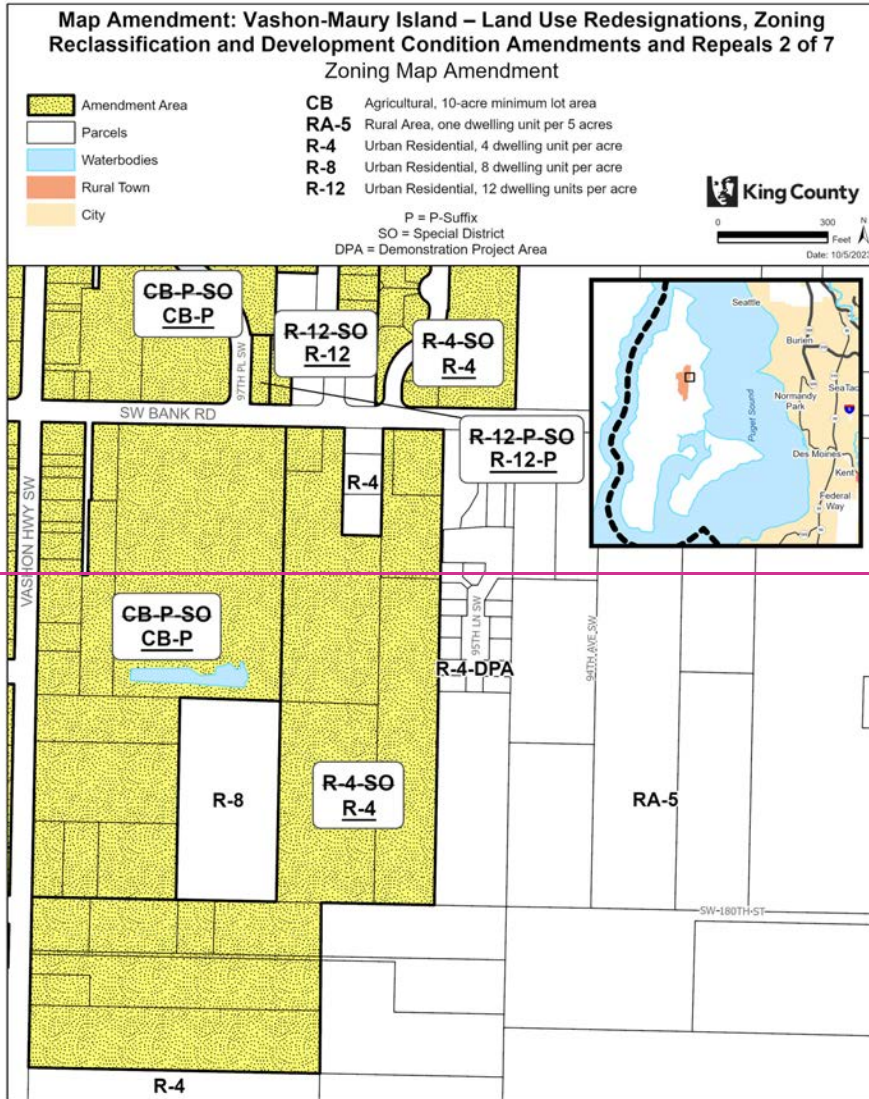 Map Amendment: Vashon-Maury Island – Land Use Redesignations, Zoning
Reclassification and Development Condition Amendments and Repeals 2 of 7
Zoning Map Amendment
Amendment Area
Parcels
Waterbodies
Rural Town
City
CB Agricultural, 10-acre minimum lot area
RA-5 Rural Area, one dwelling unit per 5 acres
R-4 Urban Residential, 4 dwelling unit per acre
R-8 Urban Residential, 8 dwelling unit per acre
R-12 Urban Residential, 12 dwelling units per acre
P = P-Suffix
SO = Special District
DPA = Demonstration Project Area
King County
0 300
Feet
N
Date: 10/5/2023
CB-P-SO
CB-P
97TH PL SW
R-12-SO
R-12
R-4-SO
R-4
SW BANK RD
R-12-P-SO
R-12-P
R-4
VASHON HWY SW
CB-P-SO
CB-P
95TH LN SW
R-4-DPA
94TH AVE SW
R-8
R-4-SO
R-4
RA-5
SW 180TH ST
R-4
Seattle
Burien
SeaTac
Normandy
Park
Puget Sound
Des Moines
Kent
Federal
Way